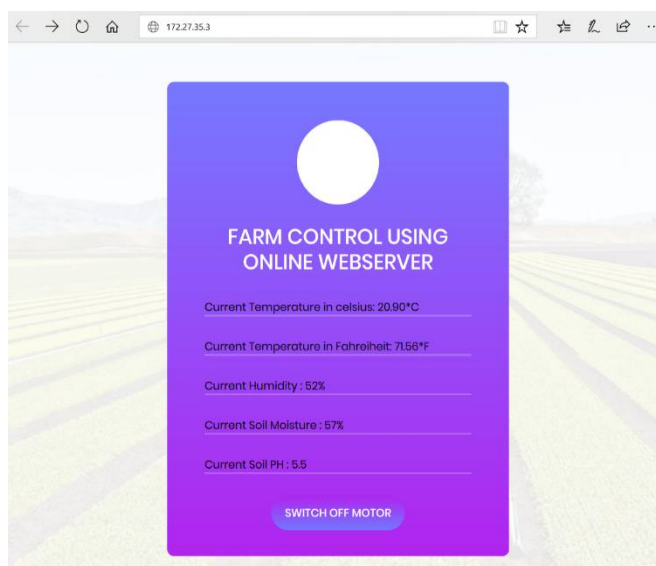 172.27.35.3
FARM CONTROL USING
ONLINE WEBSERVER
Current Temperature in celsius: 20.90*C
Current Temperature in Fahreiheit: 71.56*F
Current Humidity : 52%
Current Soil Moisture : 57%
Current Soil PH : 5.5
SWITCH OFF MOTOR